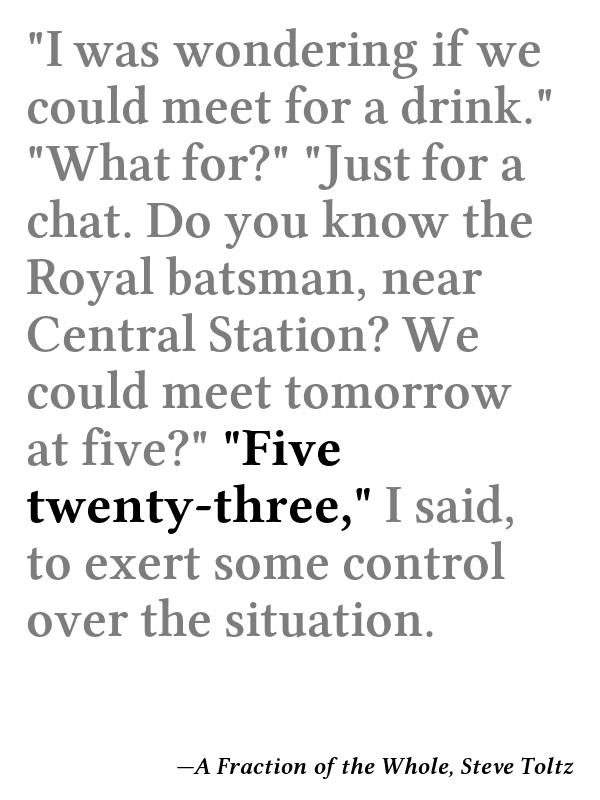 "I was wondering if we
could meet for a drink."
"What for?" "Just for a
chat. Do you know the
Royal batsman, near
Central Station? We
could meet tomorrow
at five?" "Five
twenty-three," I said,
to exert some control
over the situation.
—A Fraction of the Whole, Steve Toltz